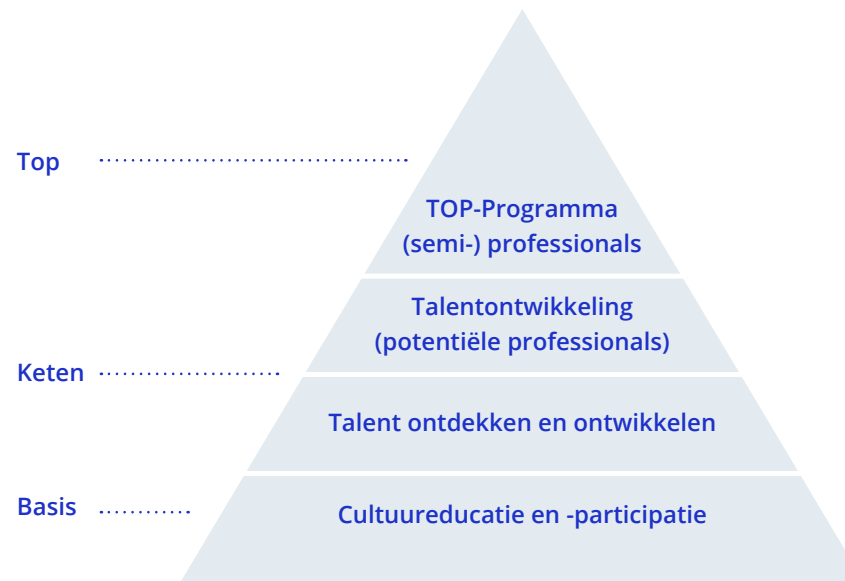 Top
TOP-Programma
(semi-) professionals
Talentontwikkeling
(potentiële professionals)
Keten
Talent ontdekken en ontwikkelen
Basis
Cultuureducatie en -participatie